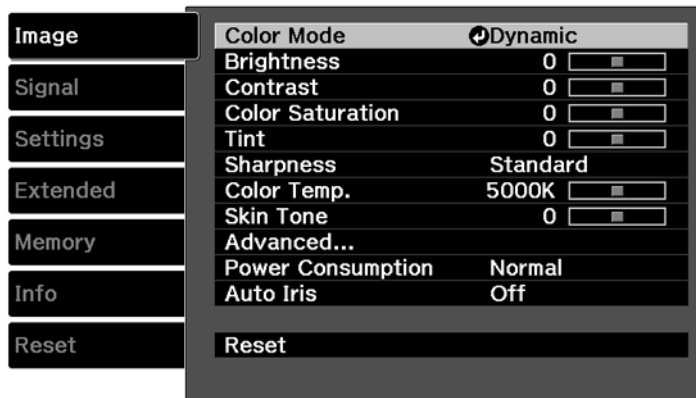 Image
Signal
Settings
Extended
Memory
Info
Reset
Color Mode Dynamic
Brightness 0
Contrast 0
Color Saturation 0
Tint 0
Sharpness Standard
Color Temp. 5000K
Skin Tone 0
Advanced...
Power Consumption Normal
Auto Iris Off
Reset